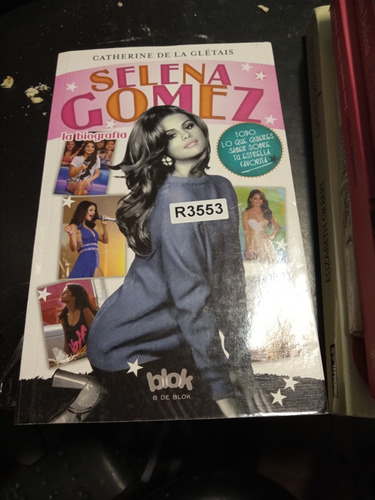 CATHERINE DE LA GLÉTAIS
SELENA
GOMEZ
la biografía
TODO
LO QUE QUIERES
SABER SOBRE
TU ESTRELLA
FAVORITA
R3553
blok
B DE BLOK